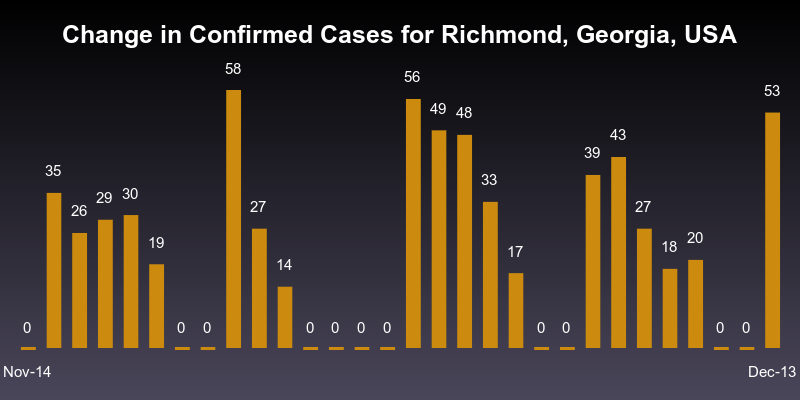 Change in Confirmed Cases for Richmond, Georgia, USA
0 35 26 29 30 19 0 0 58 27 14 0 0 0 0 56 49 48 33 17 0 0 39 43 27 18 20 0 0 53
Nov-14 Dec-13